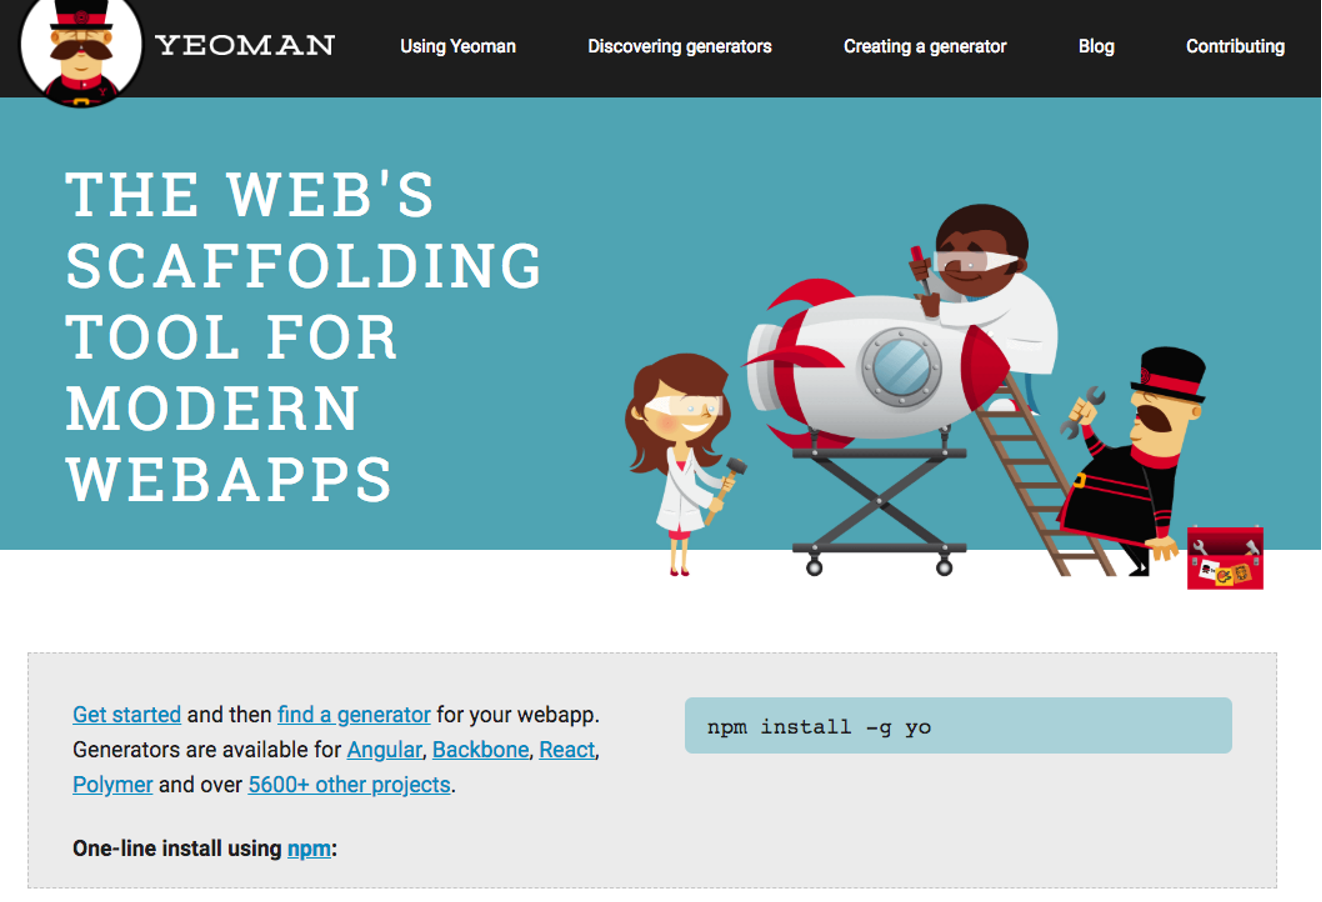 YEOMAN
Using Yeoman
Discovering generators
Creating a generator
Blog
Contributing
THE WEB'S
SCAFFOLDING
TOOL FOR
MODERN
WEBAPPS
Get started and then find a generator for your webapp.
Generators are available for Angular, Backbone, React,
Polymer and over 5600+ other projects.
One-line install using npm:
npm install -g yo